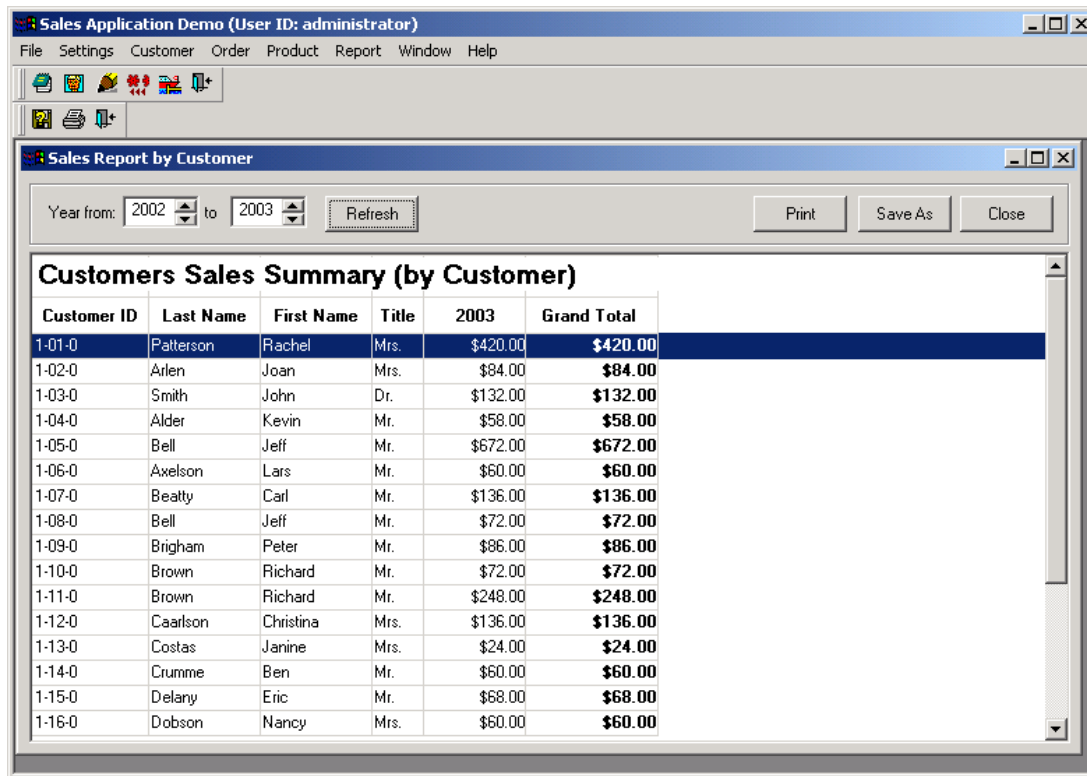 Sales Application Demo (User ID: administrator)
File Settings Customer Order Product Report Window Help
Sales Report by Customer
Year from: 2002 to 2003 Refresh Print Save As Close
Customers Sales Summary (by Customer)
Customer ID Last Name First Name Title 2003 Grand Total
1-01-0 Patterson Rachel Mrs. $420.00 $420.00
1-02-0 Arlen Joan Mrs. $84.00 $84.00
1-03-0 Smith John Dr. $132.00 $132.00
1-04-0 Alder Kevin Mr. $58.00 $58.00
1-05-0 Bell Jeff Mr. $672.00 $672.00
1-06-0 Axelson Lars Mr. $60.00 $60.00
1-07-0 Beatty Carl Mr. $136.00 $136.00
1-08-0 Bell Jeff Mr. $72.00 $72.00
1-09-0 Brigham Peter Mr. $86.00 $86.00
1-10-0 Brown Richard Mr. $72.00 $72.00
1-11-0 Brown Richard Mr. $248.00 $248.00
1-12-0 Caarlson Christina Mrs. $136.00 $136.00
1-13-0 Costas Janine Mrs. $24.00 $24.00
1-14-0 Crumme Ben Mr. $60.00 $60.00
1-15-0 Delany Eric Mr. $68.00 $68.00
1-16-0 Dobson Nancy Mrs. $60.00 $60.00